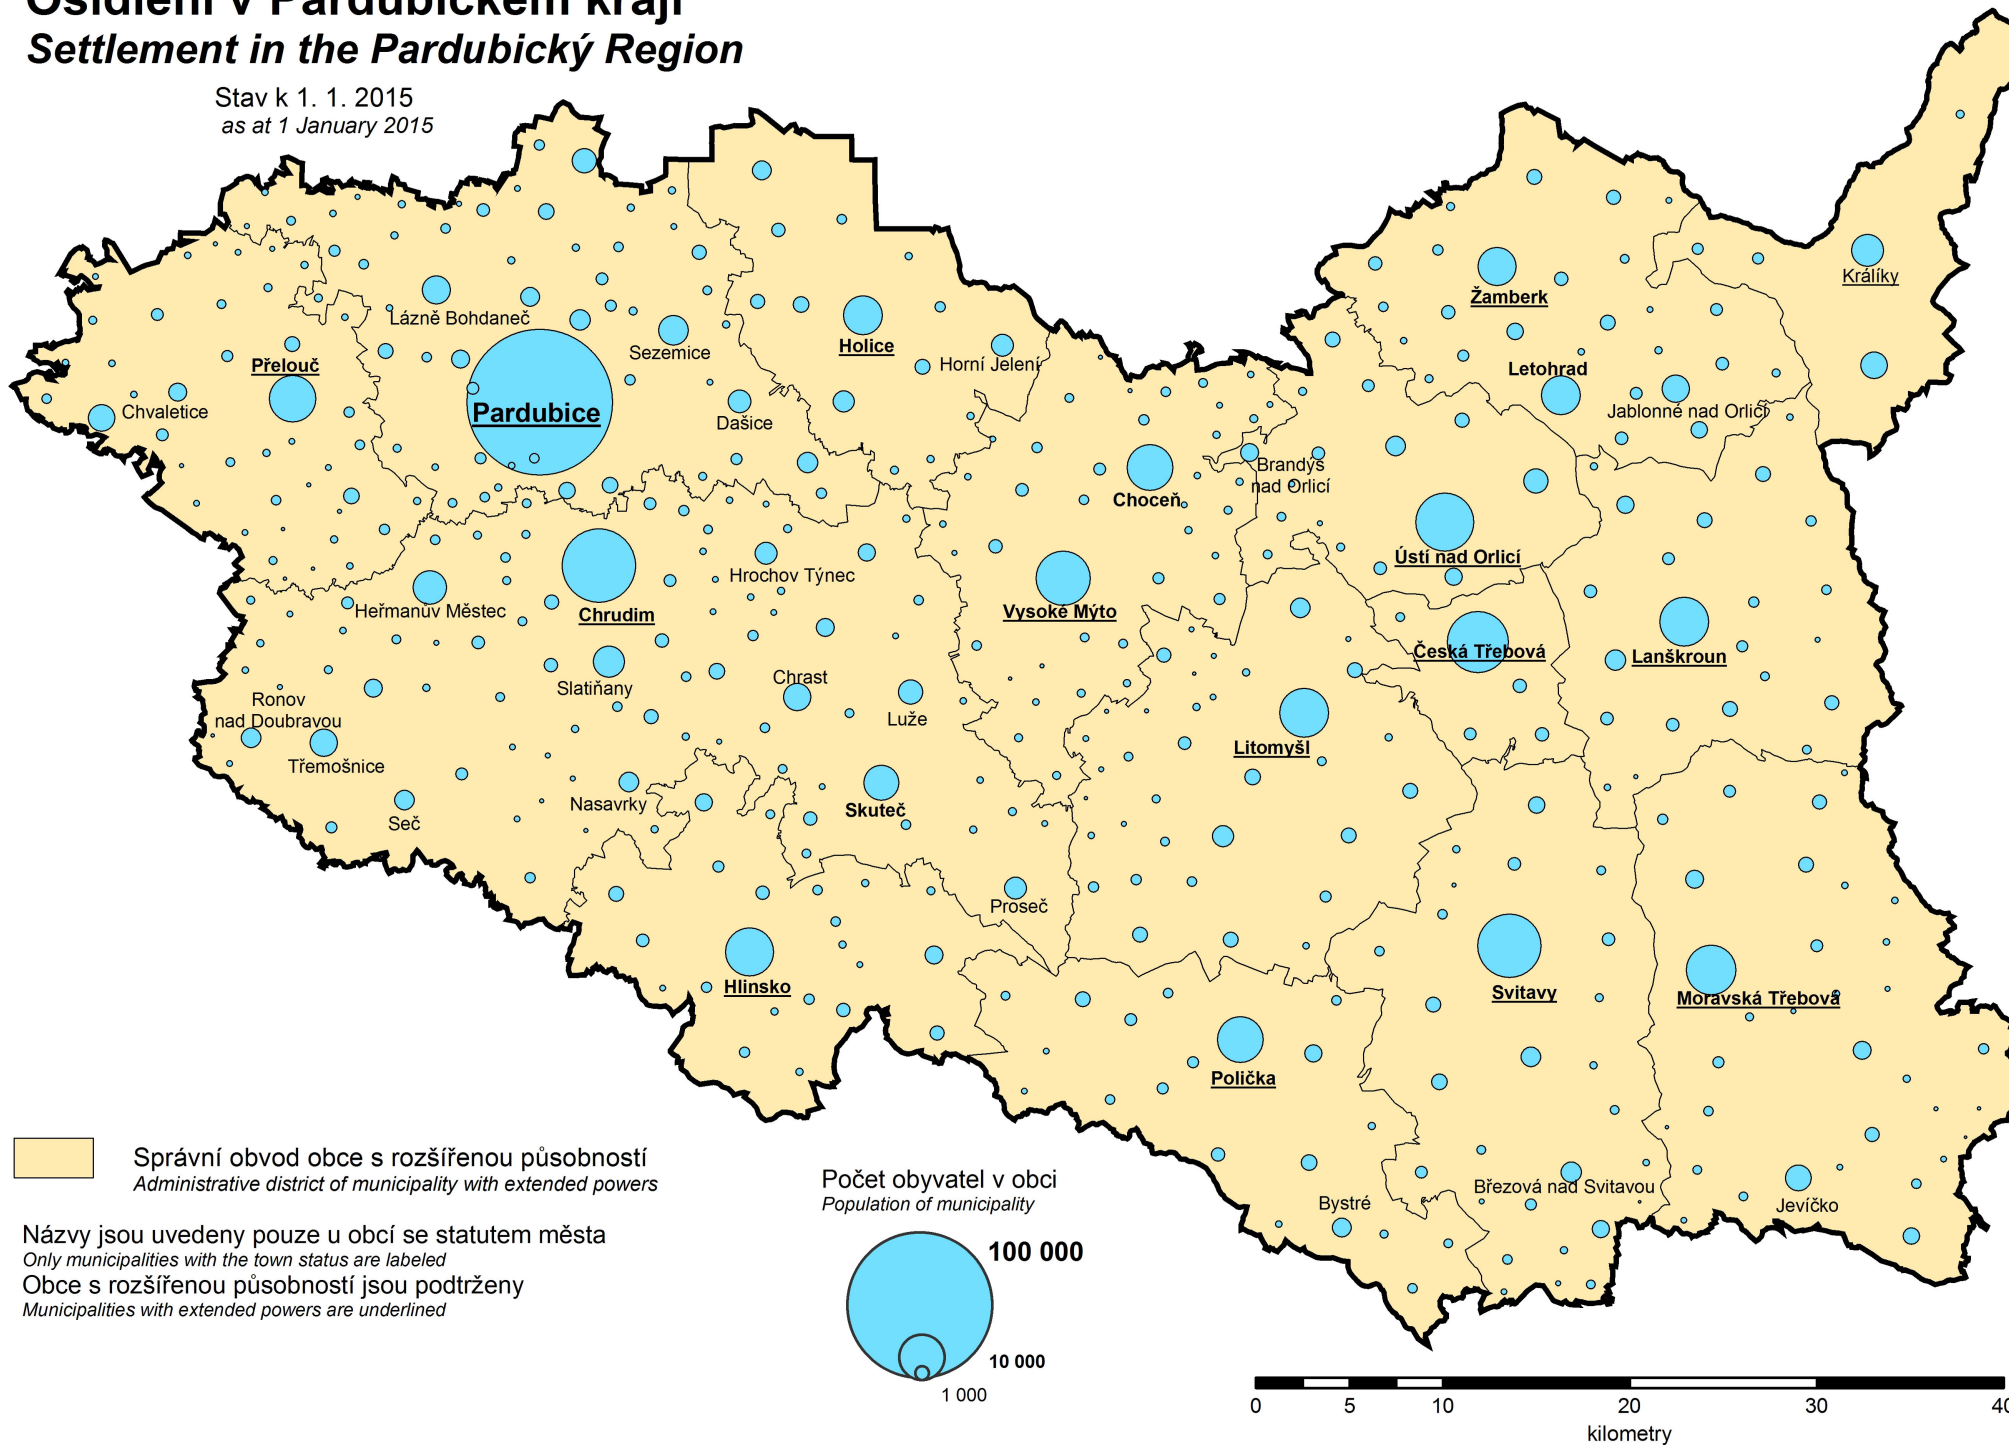 Osídlení v Pardubickém kraji
Settlement in the Pardubický Region
Stav k 1. 1. 2015
as at 1 January 2015
Králíky
Žamberk
Lázně Bohdaneč
Sezemice
Holice
Horní Jelení
Přelouč
Letohrad
Chvaletice
Pardubice
Dašice
Jablonné nad Orlicí
Brandýs
nad Orlicí
Choceň
Ústí nad Orlicí
Hrochov Týnec
Heřmanův Městec
Chrudim
Vysoké Mýto
Česká Třebová
Lanškroun
Slatiňany
Chrast
Ronov
nad Doubravou
Luže
Litomyšl
Třemošnice
Nasavrky
Skuteč
Seč
Proseč
Hlinsko
Svitavy
Moravská Třebová
Polička
Březová nad Svitavou
Bystré
Jevíčko
Správní obvod obce s rozšířenou působností
Administrative district of municipality with extended powers
Názvy jsou uvedeny pouze u obcí se statutem města
Only municipalities with the town status are labeled
Obce s rozšířenou působností jsou podtrženy
Municipalities with extended powers are underlined
Počet obyvatel v obci
Population of municipality
100 000
10 000
1 000
0 5 10 20 30 40
kilometry